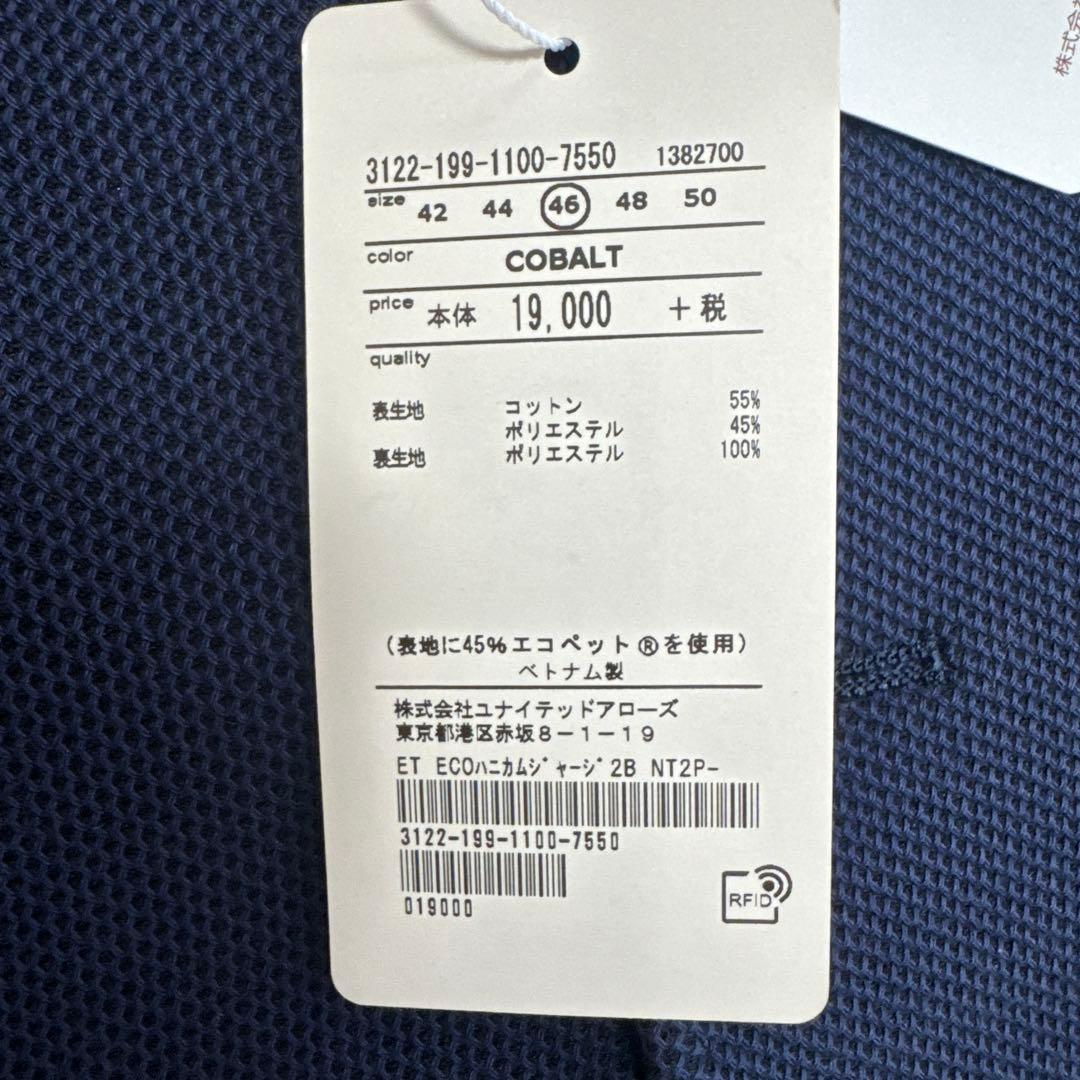 株式会
3122-199-1100-7550 1382700
size 42 44 46 48 50
color COBALT
price 本体 19,000 +税
quality
表生地 コットン 55%
ポリエステル 45%
裏生地 ポリエステル 100%
(表地に45%エコペット®を使用)
ベトナム製
株式会社ユナイテッドアローズ
東京都港区赤坂8-1-19
ET ECOハニカムジャージ2B NT2P-
3122-199-1100-7550
019000
RFID